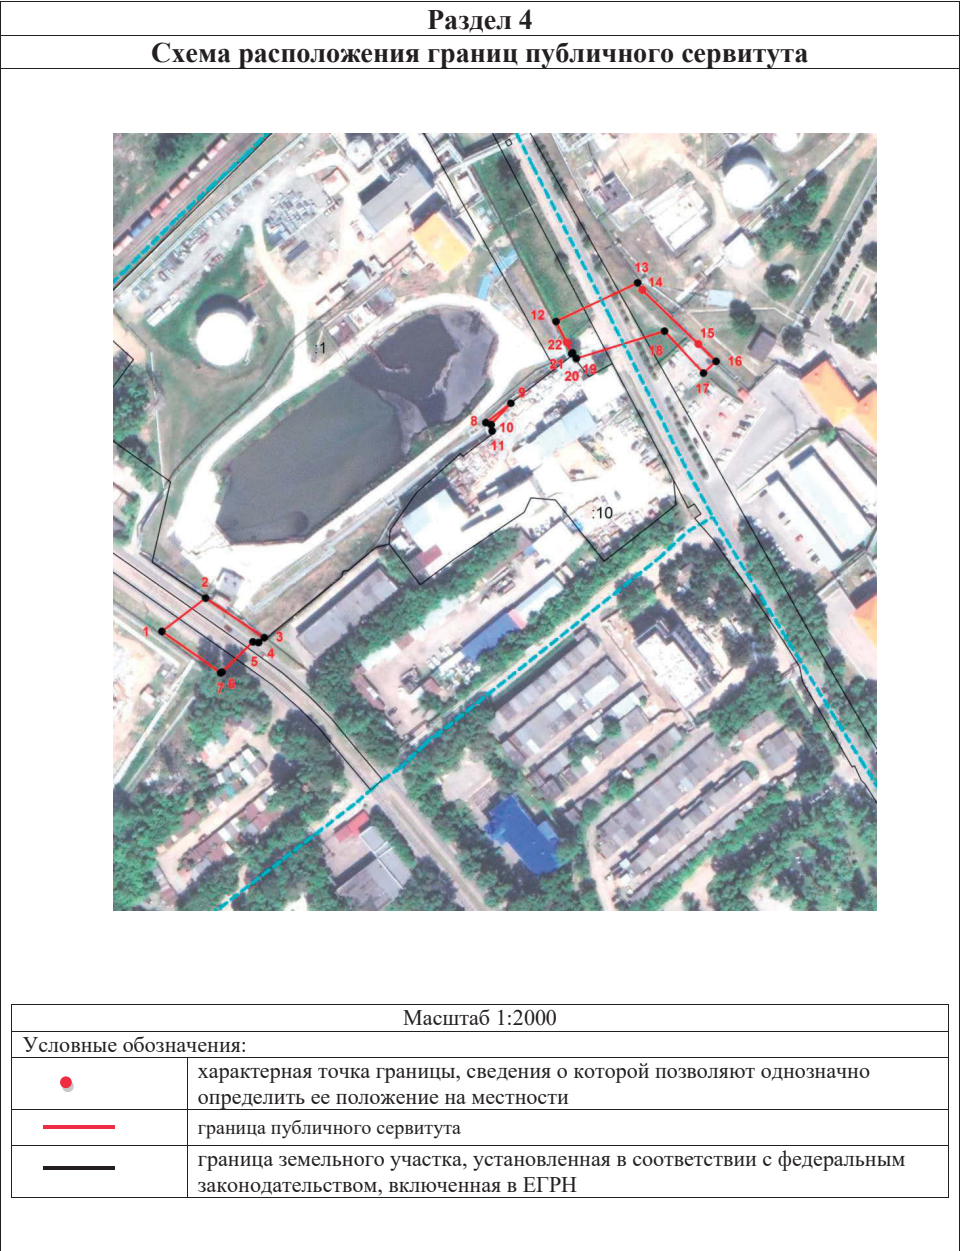 Раздел 4
Схема расположения границ публичного сервитута
13
14
12
15
22
18
16
21
19
:1
20
17
9
8
10
11
:10
2
1
3
4
5
6
7
Масштаб 1:2000
Условные обозначения:
характерная точка границы, сведения о которой позволяют однозначно
определить ее положение на местности
граница публичного сервитута
граница земельного участка, установленная в соответствии с федеральным
законодательством, включенная в ЕГРН